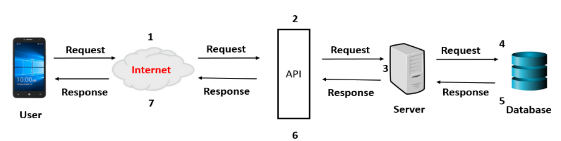 1
2
Request
Request
Request
Request
4
Internet
API
3
Response
Response
Response
Response
User
7
Server
5
Database
6